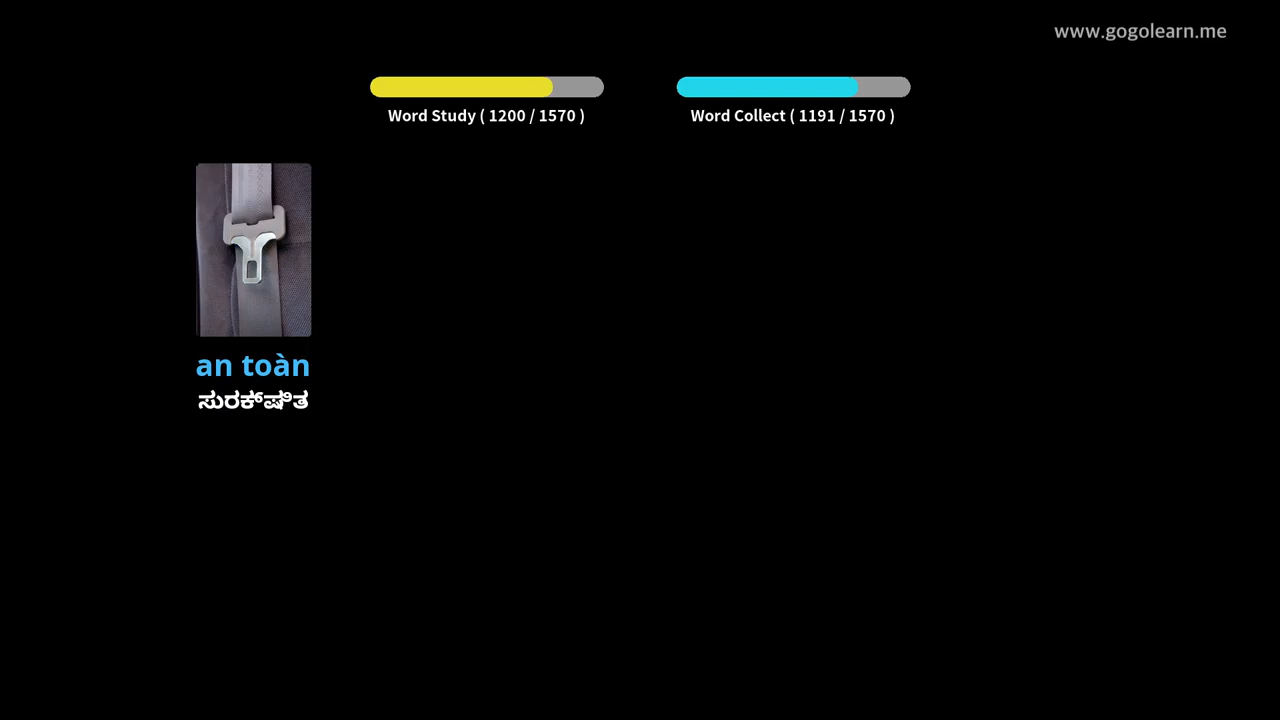 www.gogolearn.me
Word Study ( 1200 / 1570 )
Word Collect ( 1191 / 1570 )
an toàn
ಸುರಕ್ಷಿತ